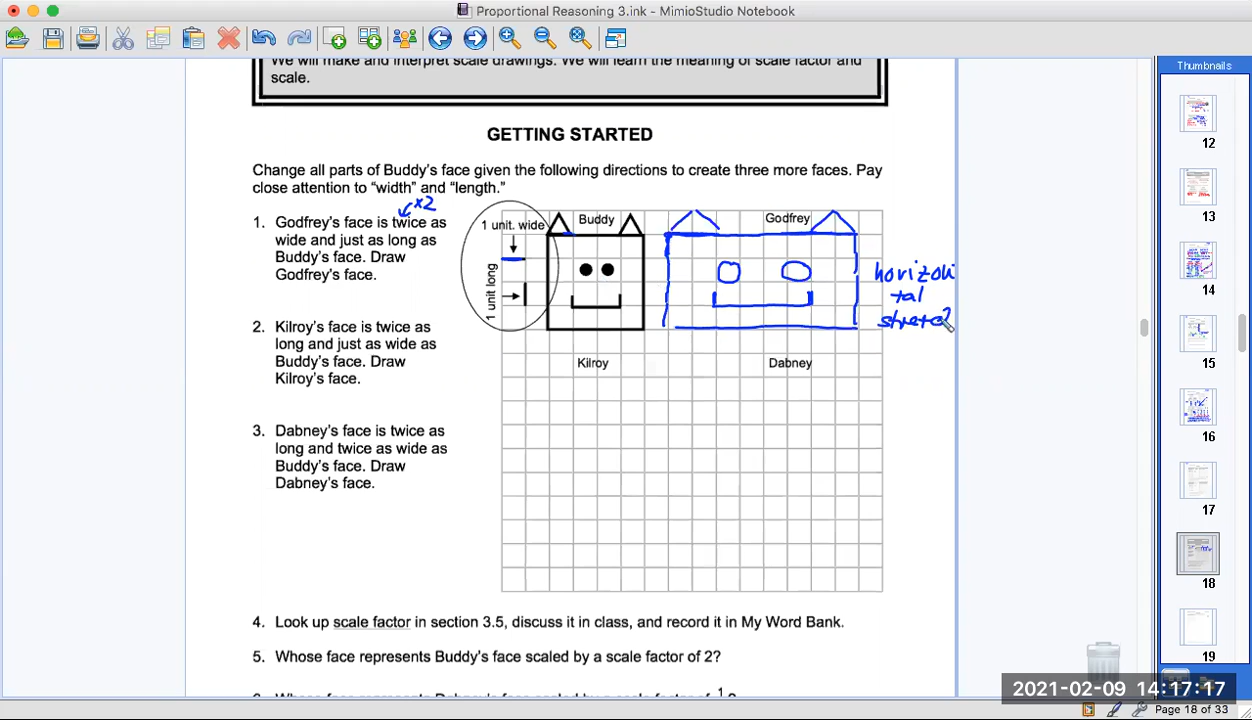 Proportional Reasoning 3.ink - MimioStudio Notebook
We will make and interpret scale drawings. We will learn the meaning of scale factor and
scale.
GETTING STARTED
Change all parts of Buddy's face given the following directions to create three more faces. Pay
close attention to "width" and "length."
x2
1. Godfrey's face is twice as
wide and just as long as
Buddy's face. Draw
Godfrey's face.
2. Kilroy's face is twice as
long and just as wide as
Buddy's face. Draw
Kilroy's face.
3. Dabney's face is twice as
long and twice as wide as
Buddy's face. Draw
Dabney's face.
1 unit. wide
1 unit long
Buddy
Godfrey
horizon
tal
Kilroy
Dabney
4. Look up scale factor in section 3.5, discuss it in class, and record it in My Word Bank.
5. Whose face represents Buddy's face scaled by a scale factor of 2?
Thumbnails
12
13
14
15
16
17
18
19
2021-02-09 14:17:17
Page 18 of 33